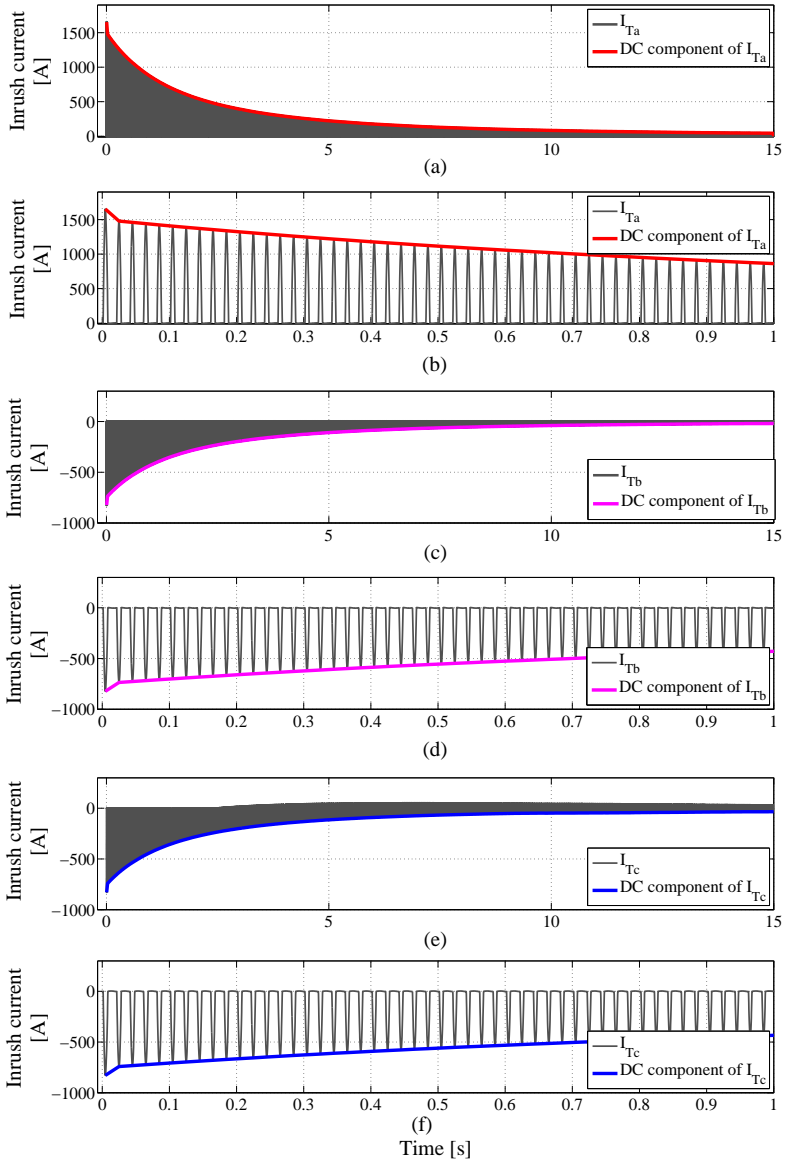 Inrush current
[A]
1500
1000
500
0
I_Ta
DC component of I_Ta
0 5 10 15
(a)
Inrush current
[A]
1500
1000
500
0
I_Ta
DC component of I_Ta
0 0.1 0.2 0.3 0.4 0.5 0.6 0.7 0.8 0.9 1
(b)
Inrush current
[A]
0
−500
−1000
I_Tb
DC component of I_Tb
0 5 10 15
(c)
Inrush current
[A]
0
−500
−1000
I_Tb
DC component of I_Tb
0 0.1 0.2 0.3 0.4 0.5 0.6 0.7 0.8 0.9 1
(d)
Inrush current
[A]
0
−500
−1000
I_Tc
DC component of I_Tc
0 5 10 15
(e)
Inrush current
[A]
0
−500
−1000
I_Tc
DC component of I_Tc
0 0.1 0.2 0.3 0.4 0.5 0.6 0.7 0.8 0.9 1
(f)
Time [s]